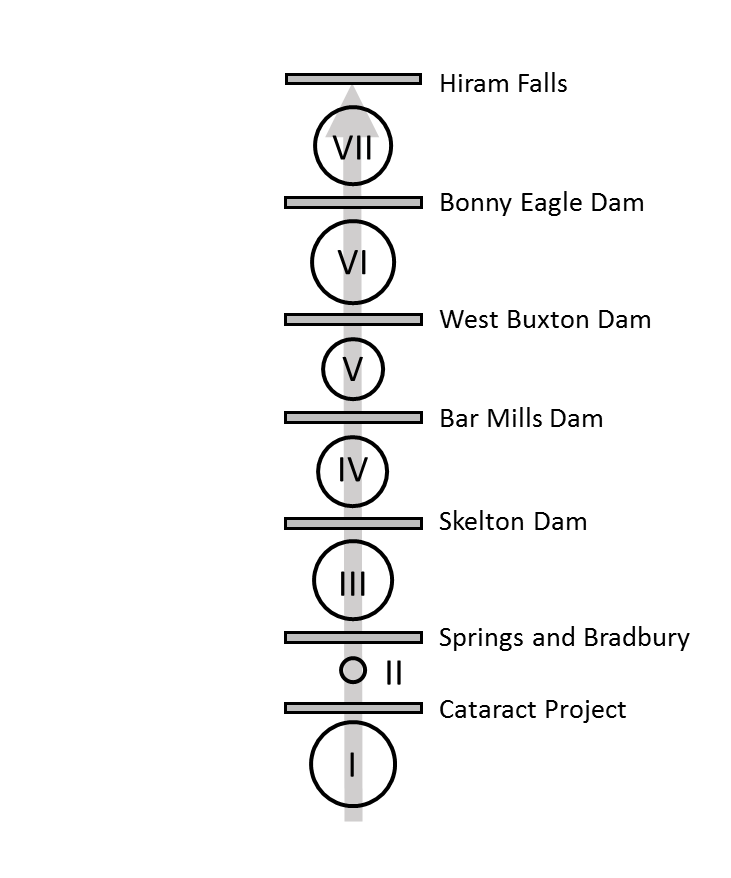 Hiram Falls
VII
Bonny Eagle Dam
VI
West Buxton Dam
V
Bar Mills Dam
IV
Skelton Dam
III
Springs and Bradbury
II
Cataract Project
I